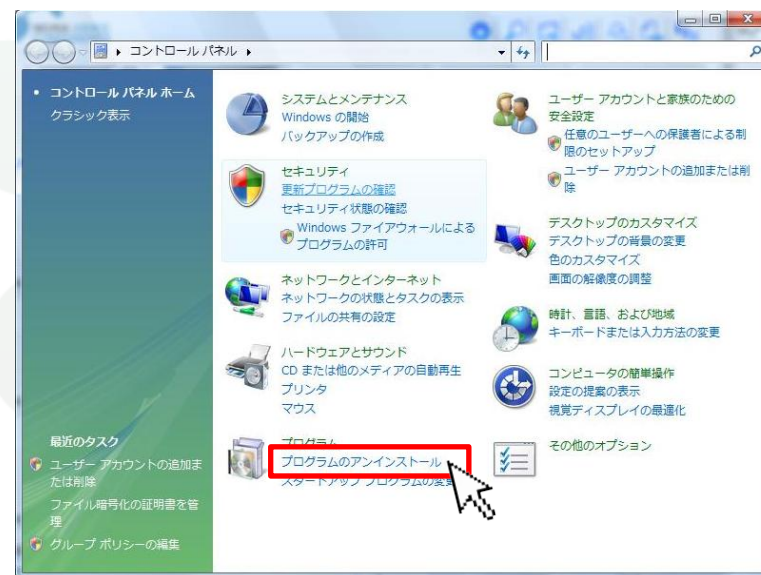 コントロール パネル
コントロール パネル ホーム
クラシック表示
最近のタスク
ユーザー アカウントの追加ま
たは削除
ファイル暗号化の証明書を管
理
グループ ポリシーの編集
システムとメンテナンス
Windows の開始
バックアップの作成
セキュリティ
更新プログラムの確認
セキュリティ状態の確認
Windows ファイアウォールによる
プログラムの許可
ネットワークとインターネット
ネットワークの状態とタスクの表示
ファイルの共有の設定
ハードウェアとサウンド
CD または他のメディアの自動再生
プリンタ
マウス
プログラム
プログラムのアンインストール
スタートアップ プログラムの変更
ユーザー アカウントと家族のための
安全設定
任意のユーザーへの保護者による制
限のセットアップ
ユーザー アカウントの追加または削
除
デスクトップのカスタマイズ
デスクトップの背景の変更
色のカスタマイズ
画面の解像度の調整
時計、言語、および地域
キーボードまたは入力方法の変更
コンピュータの簡単操作
設定の提案の表示
視覚ディスプレイの最適化
その他のオプション